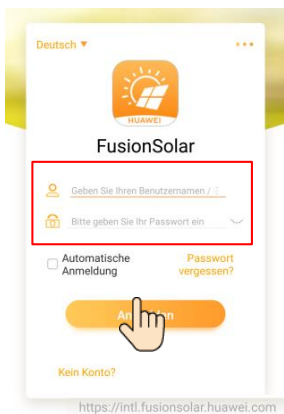 Deutsch ▼
HUAWEI
FusionSolar
Geben Sie Ihren Benutzernamen /
Bitte geben Sie Ihr Passwort ein
Automatische Anmeldung
Passwort vergessen?
Kein Konto?
https://intl.fusionsolar.huawei.com